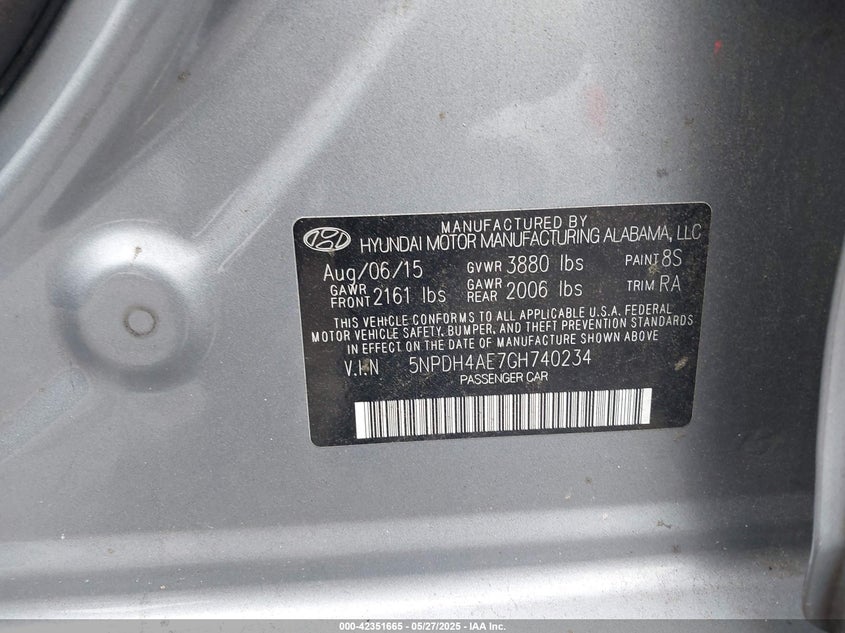 MANUFACTURED BY
HYUNDAI MOTOR MANUFACTURING ALABAMA, LLC
Aug/06/15 GVWR 3880 lbs PAINT 8S
GAWR FRONT 2161 lbs GAWR REAR 2006 lbs TRIM RA
THIS VEHICLE CONFORMS TO ALL APPLICABLE U.S.A. FEDERAL
MOTOR VEHICLE SAFETY, BUMPER, AND THEFT PREVENTION STANDARDS
IN EFFECT ON THE DATE OF MANUFACTURE SHOWN ABOVE
V.I.N 5NPDH4AE7GH740234
PASSENGER CAR
000-42351665 - 05/27/2025 - IAA Inc.